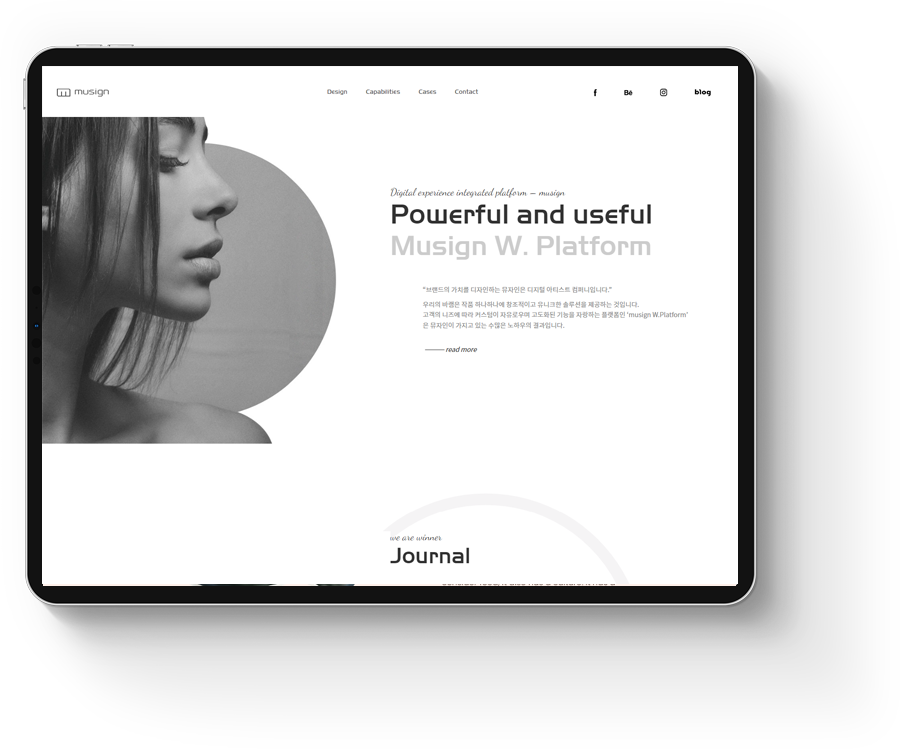 musign
Design Capabilities Cases Contact
f Bē blog
Digital experience integrated platform — musign
Powerful and useful
Musign W. Platform
"브랜드의 가치를 디자인하는 뮤자인은 디지털 아티스트 컴퍼니입니다."
우리의 바램은 작품 하나하나에 창조적이고 유니크한 솔루션을 제공하는 것입니다.
고객의 니즈에 따라 커스텀이 자유로우며 고도화된 기능을 자랑하는 플랫폼인 'musign W.Platform'
은 뮤자인이 가지고 있는 수많은 노하우의 결과입니다.
read more
we are winner
Journal